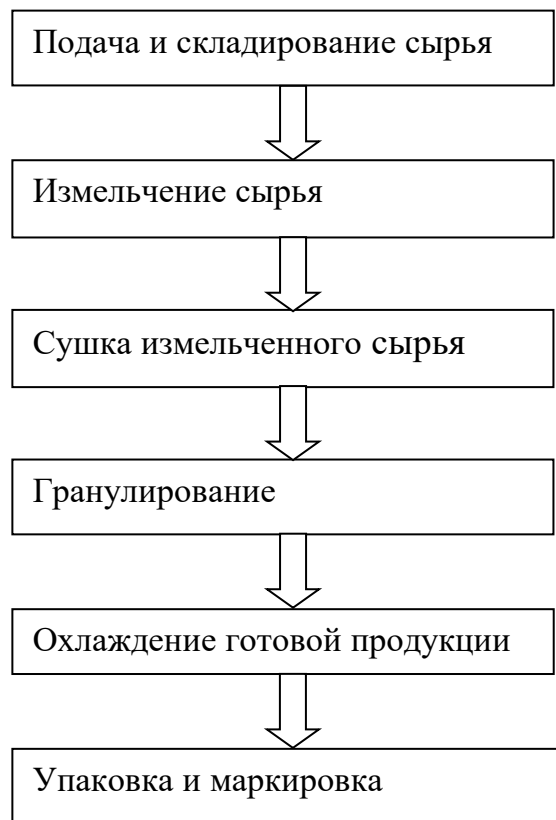 Подача и складирование сырья
Измельчение сырья
Сушка измельченного сырья
Гранулирование
Охлаждение готовой продукции
Упаковка и маркировка